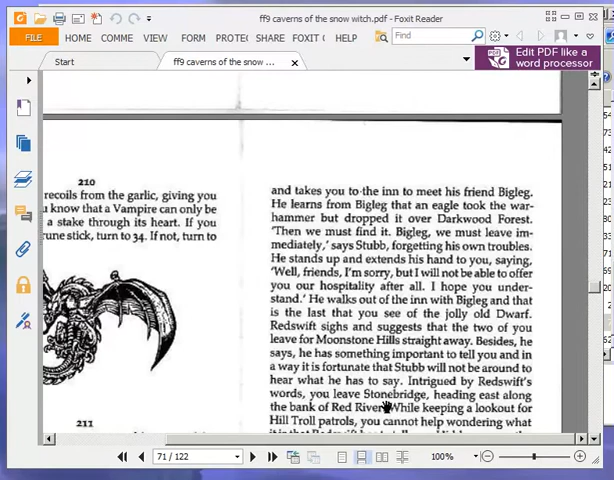 ff9 caverns of the snow witch.pdf - Foxit Reader
FILE HOME COMME VIEW FORM PROTE SHARE FOXIT C HELP Find
Start ff9 caverns of the snow ...
Edit PDF like a
word processor
210
recoils from the garlic, giving you
u know that a Vampire can only be
a stake through its heart. If you
rune stick, turn to 34. If not, turn to
211
and takes you to the inn to meet his friend Bigleg.
He learns from Bigleg that an eagle took the war-
hammer but dropped it over Darkwood Forest.
'Then we must find it. Bigleg, we must leave im-
mediately,' says Stubb, forgetting his own troubles.
He stands up and extends his hand to you, saying,
'Well, friends, I'm sorry, but I will not be able to offer
you our hospitality after all. I hope you under-
stand.' He walks out of the inn with Bigleg and that
is the last that you see of the jolly old Dwarf.
Redswift sighs and suggests that the two of you
leave for Moonstone Hills straight away. Besides, he
says, he has something important to tell you and in
a way it is fortunate that Stubb will not be around to
hear what he has to say. Intrigued by Redswift's
words, you leave Stonebridge, heading east along
the bank of Red River. While keeping a lookout for
Hill Troll patrols, you cannot help wondering what
71 / 122
100%